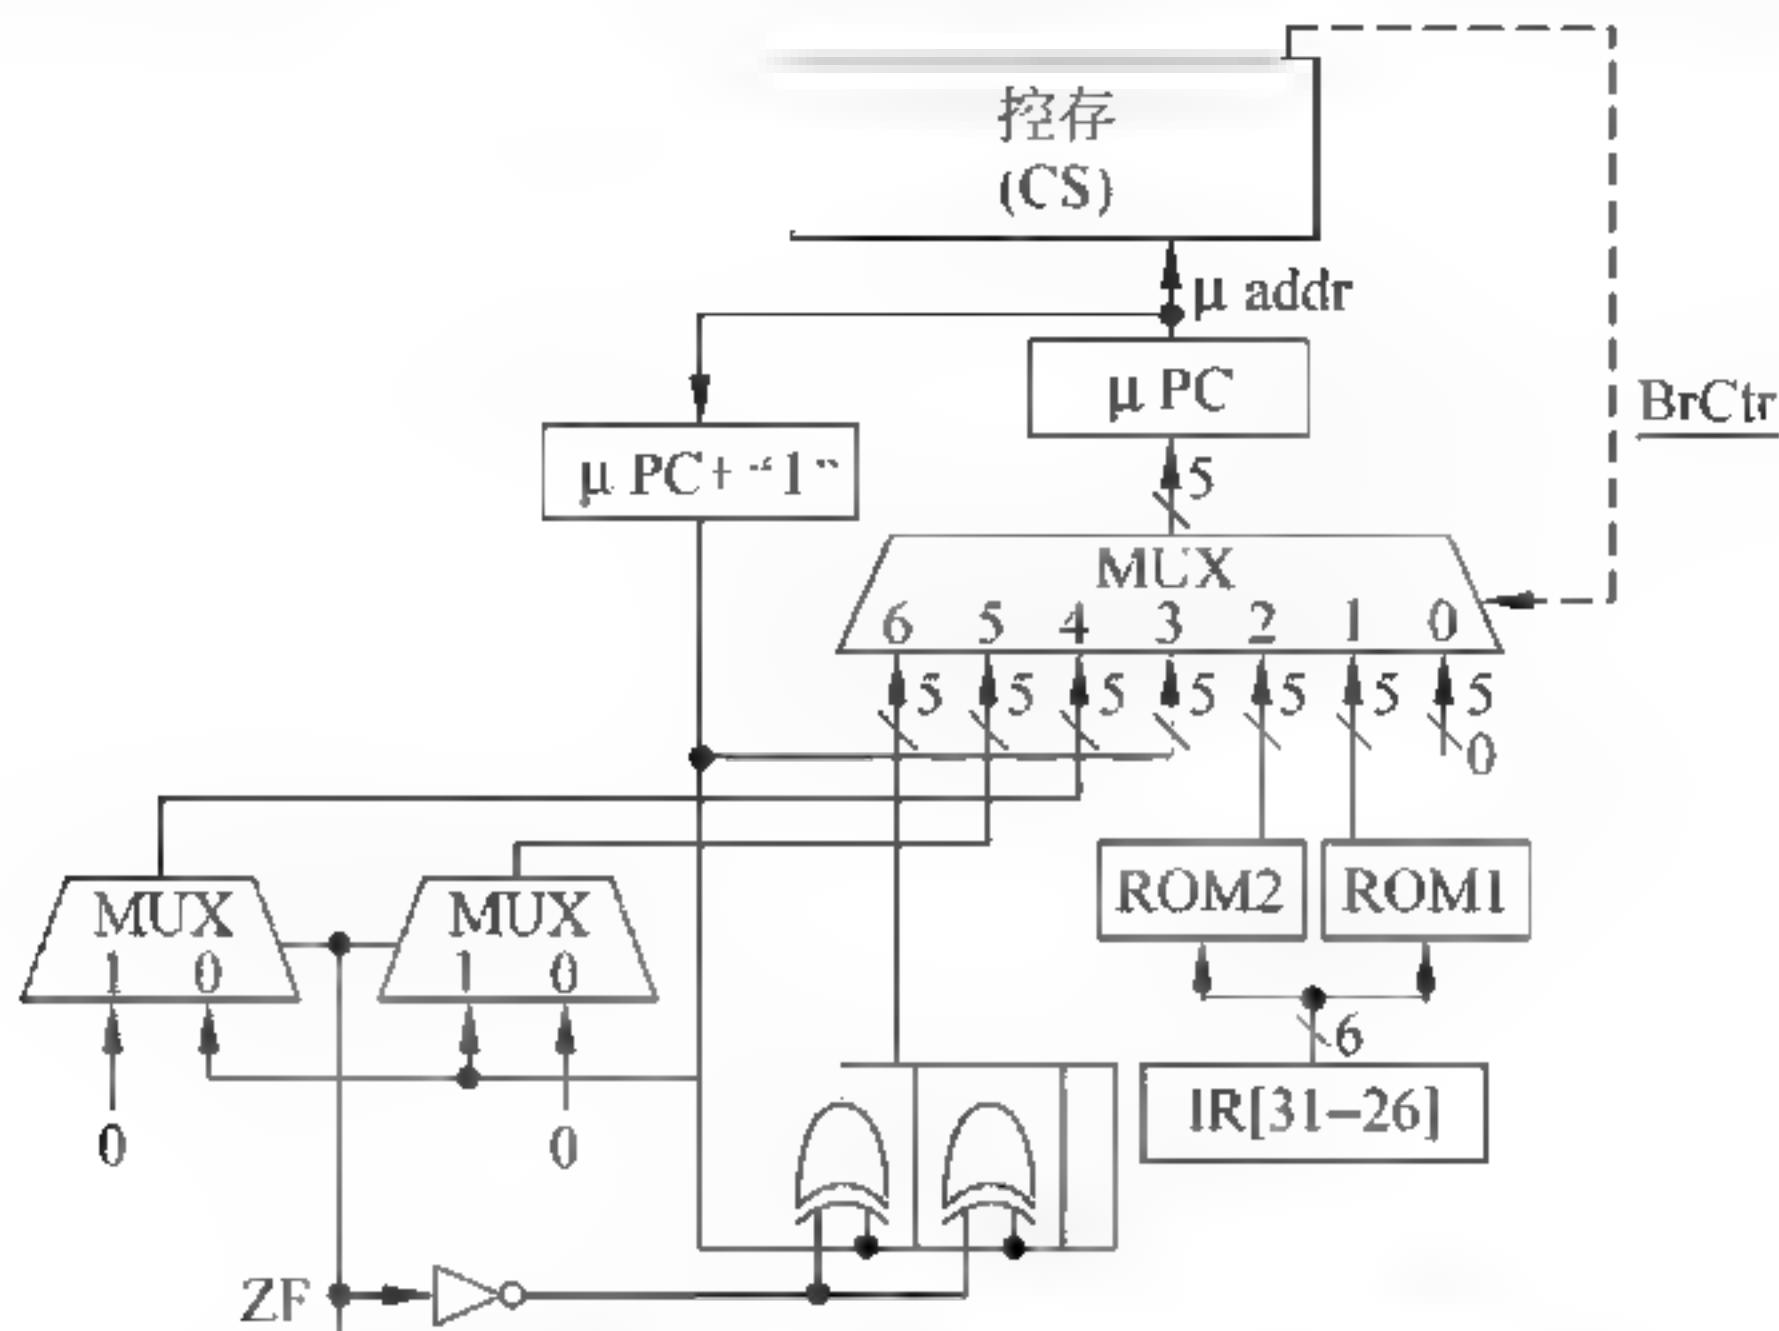 控存
(CS)
μ addr
μ PC
BrCtr
μ PC+“1”
5
MUX
6 5 4 3 2 1 0
5 5 5 5 5 5 5
0
MUX
1 0
MUX
1 0
ROM2
ROM1
6
0
0
IR[31–26]
ZF